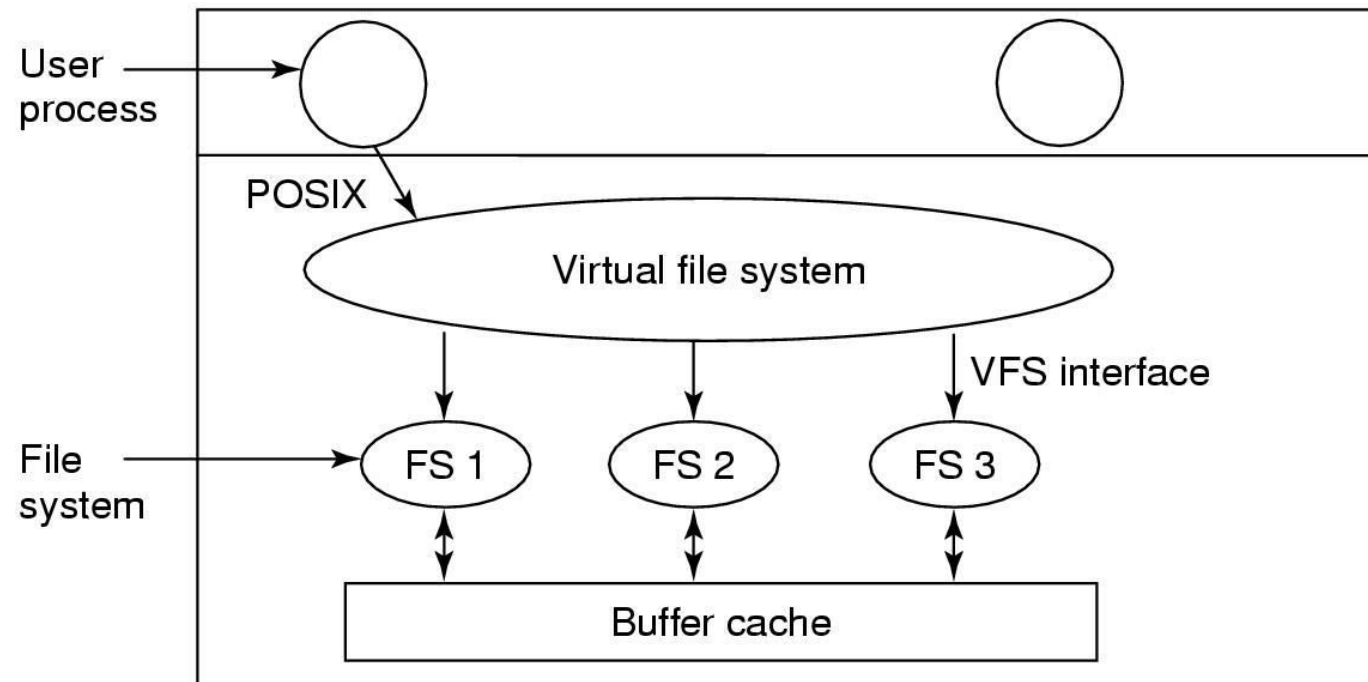 User
process
POSIX
Virtual file system
VFS interface
File
system
FS 1
FS 2
FS 3
Buffer cache